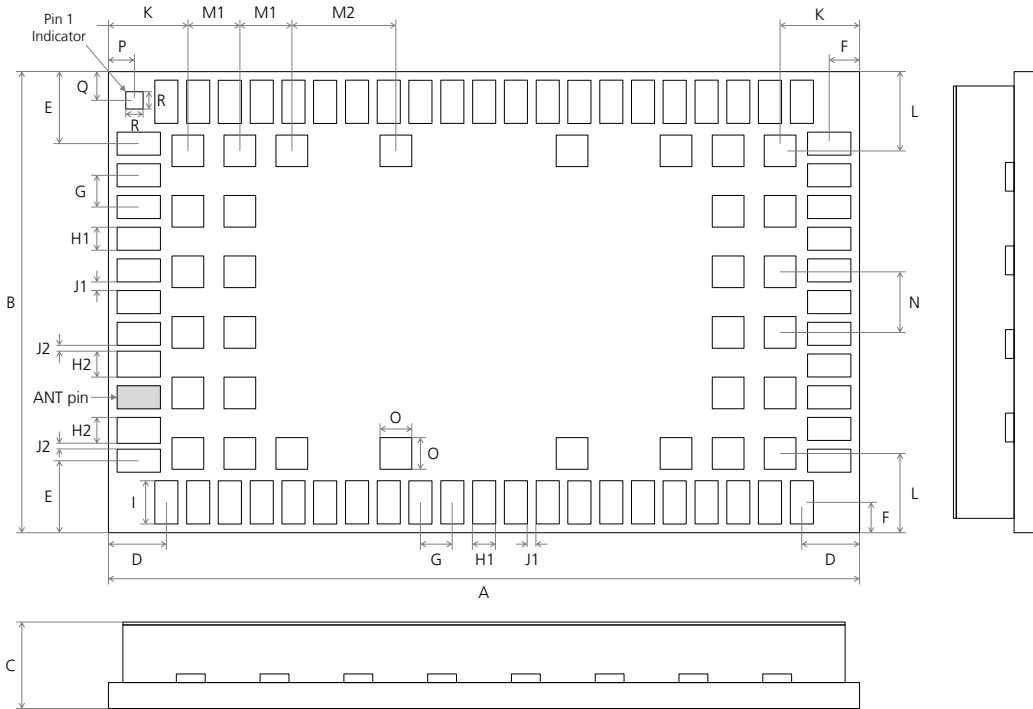 Pin 1
Indicator
K M1 M1 M2 K
P F
Q
E R L
R
G
H1
J1 N
B
J2
H2
ANT pin
O
H2 O
J2
E I L
F
D G H1 J1 D
A
C